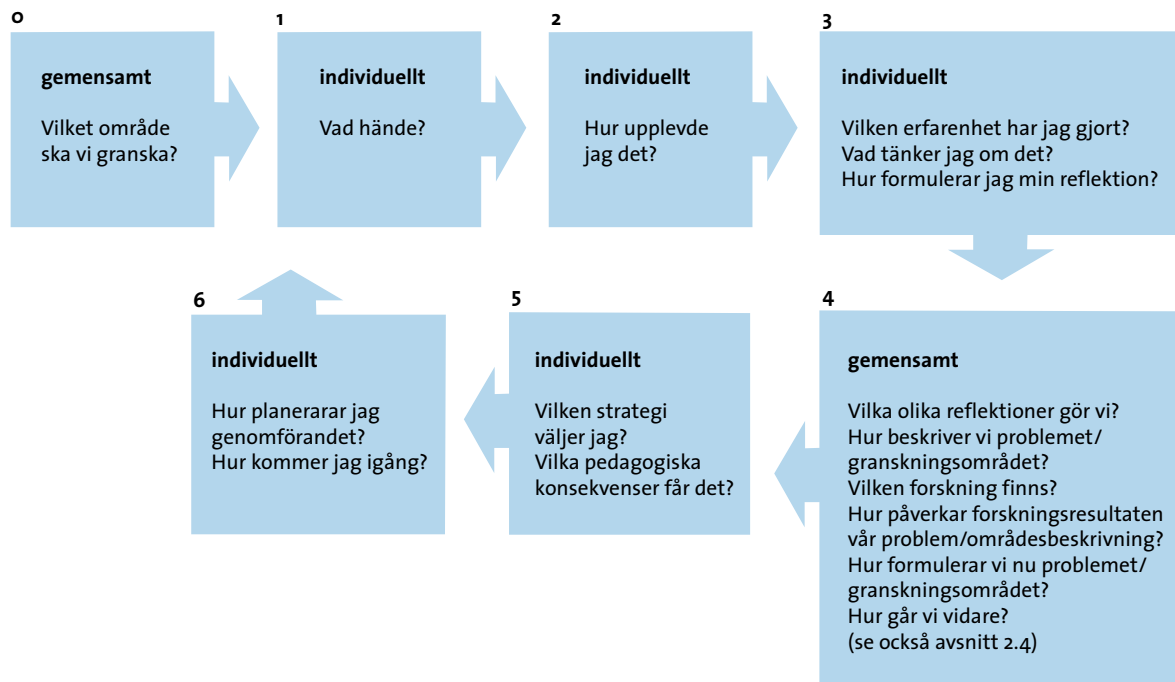 0
gemensamt
Vilket område
ska vi granska?
1
individuellt
Vad hände?
2
individuellt
Hur upplevde
jag det?
3
individuellt
Vilken erfarenhet har jag gjort?
Vad tänker jag om det?
Hur formulerar jag min reflektion?
4
gemensamt
Vilka olika reflektioner gör vi?
Hur beskriver vi problemet/
granskningsområdet?
Vilken forskning finns?
Hur påverkar forskningsresultaten
vår problem/områdesbeskrivning?
Hur formulerar vi nu problemet/
granskningsområdet?
Hur går vi vidare?
(se också avsnitt 2.4)
5
individuellt
Vilken strategi
väljer jag?
Vilka pedagogiska
konsekvenser får det?
6
individuellt
Hur planerarar jag
genomförandet?
Hur kommer jag igång?